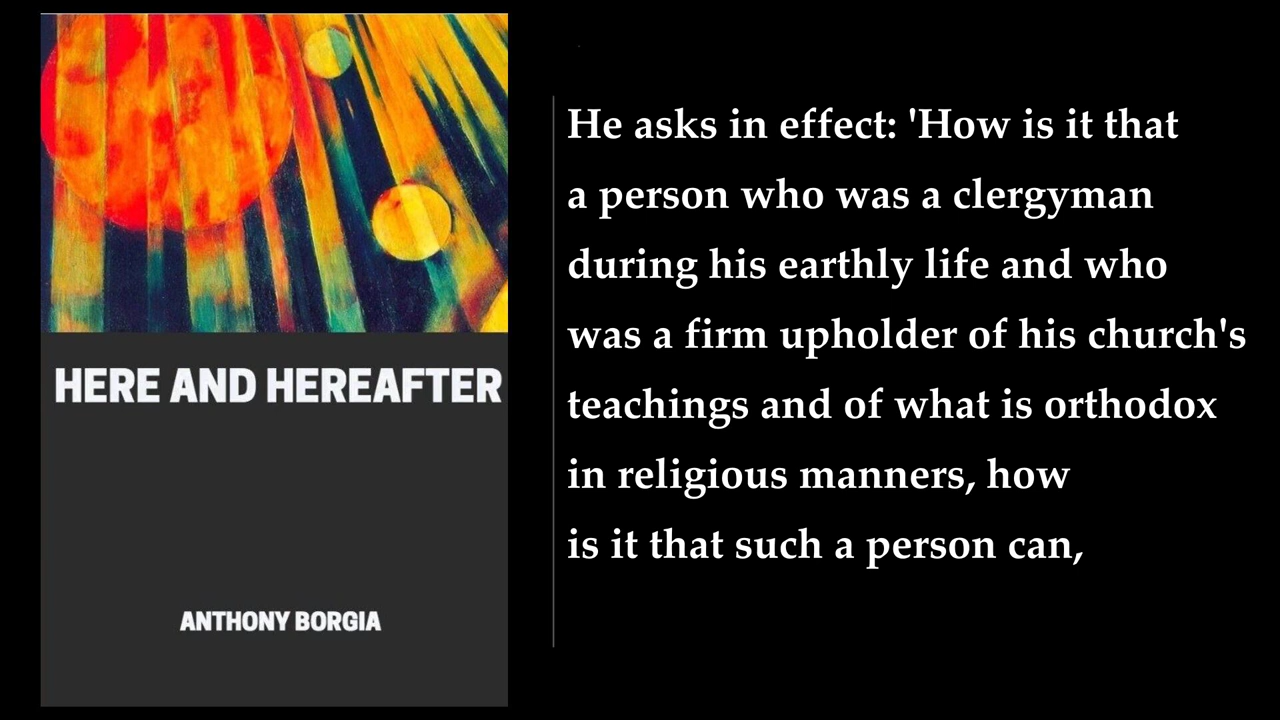 HERE AND HEREAFTER
ANTHONY BORGIA
He asks in effect: 'How is it that
a person who was a clergyman
during his earthly life and who
was a firm upholder of his church's
teachings and of what is orthodox
in religious manners, how
is it that such a person can,